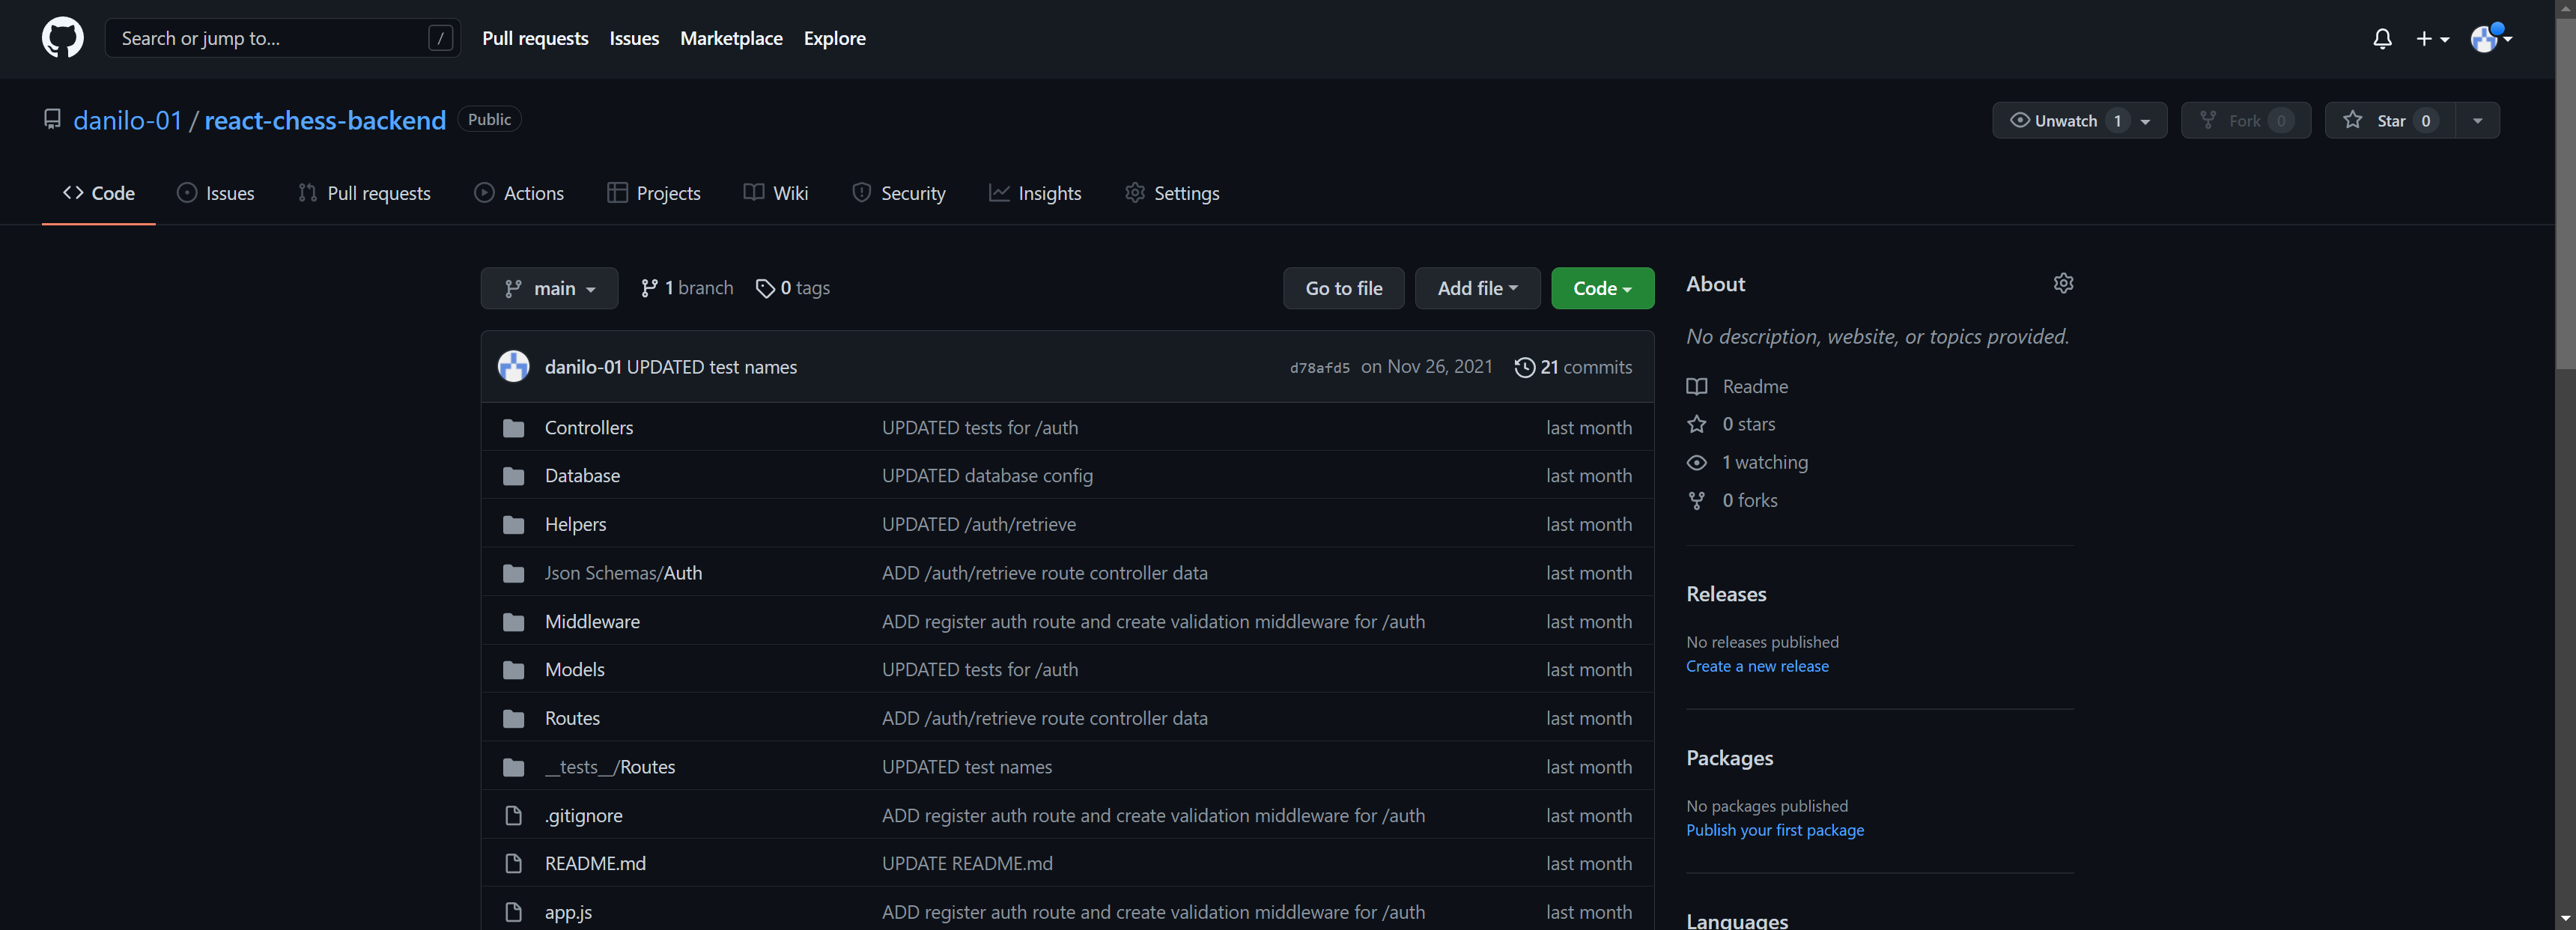 Search or jump to... / Pull requests Issues Marketplace Explore
danilo-01 / react-chess-backend Public Unwatch 1 Fork 0 Star 0
Code Issues Pull requests Actions Projects Wiki Security Insights Settings
main 1 branch 0 tags Go to file Add file Code
danilo-01 UPDATED test names d78afd5 on Nov 26, 2021 21 commits
Controllers UPDATED tests for /auth last month
Database UPDATED database config last month
Helpers UPDATED /auth/retrieve last month
Json Schemas/Auth ADD /auth/retrieve route controller data last month
Middleware ADD register auth route and create validation middleware for /auth last month
Models UPDATED tests for /auth last month
Routes ADD /auth/retrieve route controller data last month
__tests__/Routes UPDATED test names last month
.gitignore ADD register auth route and create validation middleware for /auth last month
README.md UPDATE README.md last month
app.js ADD register auth route and create validation middleware for /auth last month
About
No description, website, or topics provided.
Readme
0 stars
1 watching
0 forks
Releases
No releases published
Create a new release
Packages
No packages published
Publish your first package
Languages